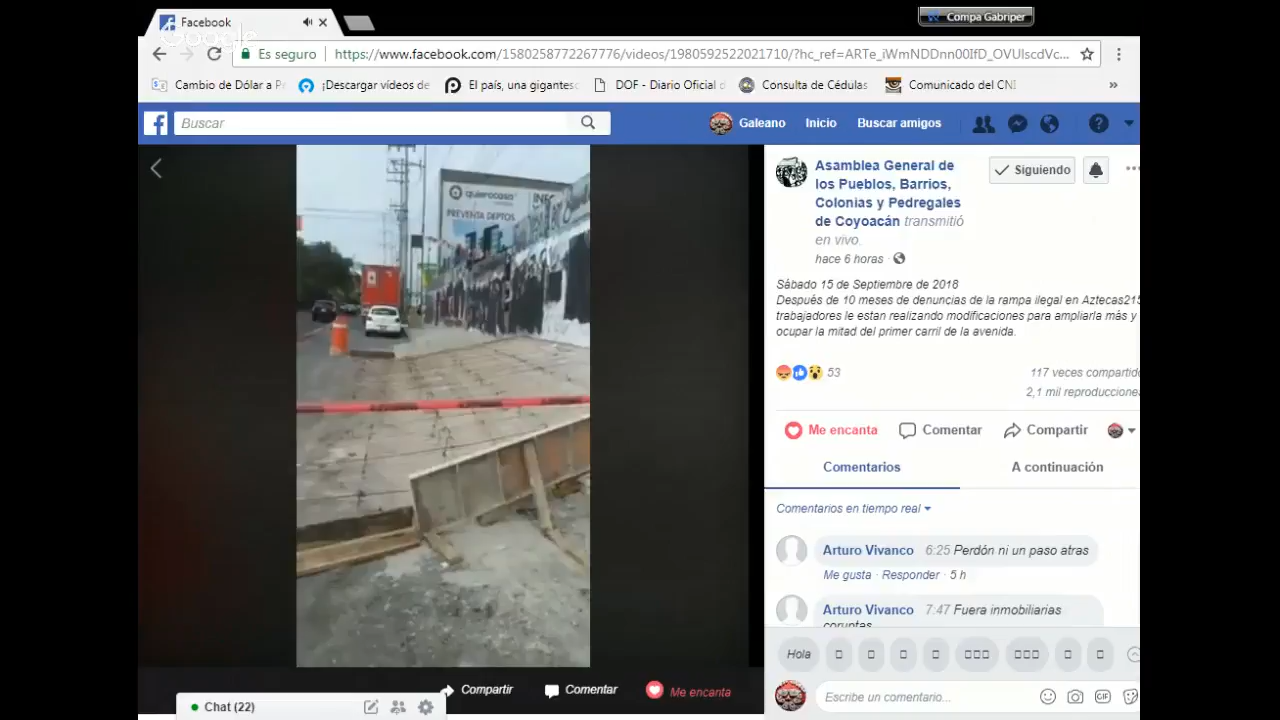 Compa Gabriper
Facebook
Google
Es seguro
https://www.facebook.com/1580258772267776/videos/1980592522021710/?hc_ref=ARTe_iWmNDDnn00IfD_OVUlscdVc...
Cambio de Dólar a Pe
¡Descargar vídeos de
El país, una gigantes
DOF - Diario Oficial d
Consulta de Cédulas
Comunicado del CNI
»
Buscar
Galeano
Inicio
Buscar amigos
quierocasa
PREVENTA DEPTOS
Asamblea General de
los Pueblos, Barrios,
Colonias y Pedregales
de Coyoacán transmitió
en vivo.
hace 6 horas
Siguiendo
Sábado 15 de Septiembre de 2018
Después de 10 meses de denuncias de la rampa ilegal en Aztecas215
trabajadores le estan realizando modificaciones para ampliarla más y
ocupar la mitad del primer carril de la avenida.
53
117 veces compartido
2,1 mil reproducciones
Me encanta
Comentar
Compartir
Comentarios
A continuación
Comentarios en tiempo real
Arturo Vivanco 6:25 Perdón ni un paso atras
Me gusta · Responder · 5 h
Arturo Vivanco 7:47 Fuera inmobiliarias
coruptas
Hola
Escribe un comentario...
GIF
Compartir
Comentar
Me encanta
Chat (22)